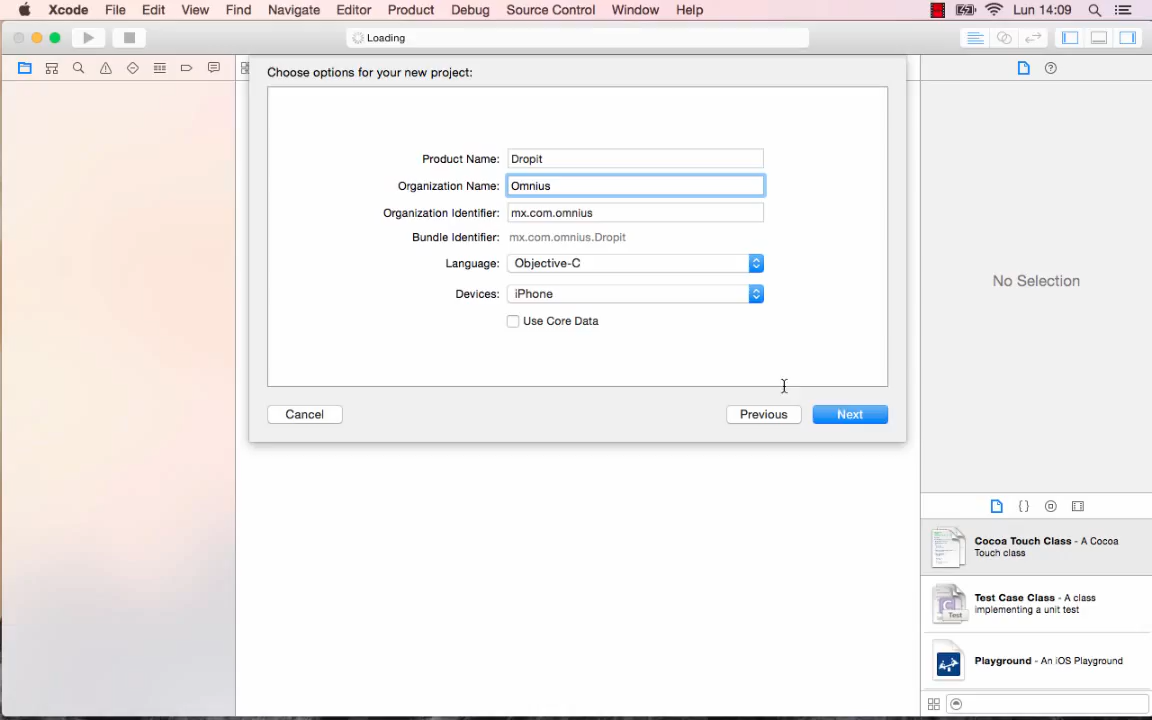 Xcode File Edit View Find Navigate Editor Product Debug Source Control Window Help Lun 14:09
Loading
Choose options for your new project:
Product Name: Dropit
Organization Name: Omnius
Organization Identifier: mx.com.omnius
Bundle Identifier: mx.com.omnius.Dropit
Language: Objective-C
Devices: iPhone
Use Core Data
Cancel Previous Next
No Selection
{ }
Cocoa Touch Class - A Cocoa
Touch class
Test Case Class - A class
implementing a unit test
Test
Playground - An iOS Playground